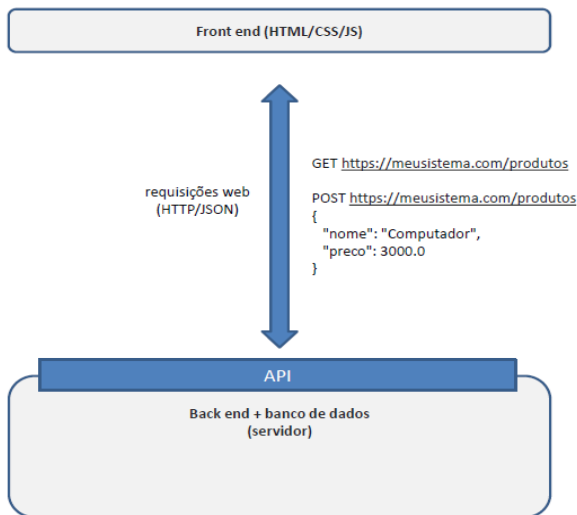 Front end (HTML/CSS/JS)
requisições web
(HTTP/JSON)
GET https://meusistema.com/produtos
POST https://meusistema.com/produtos
{
"nome": "Computador",
"preco": 3000.0
}
API
Back end + banco de dados
(servidor)